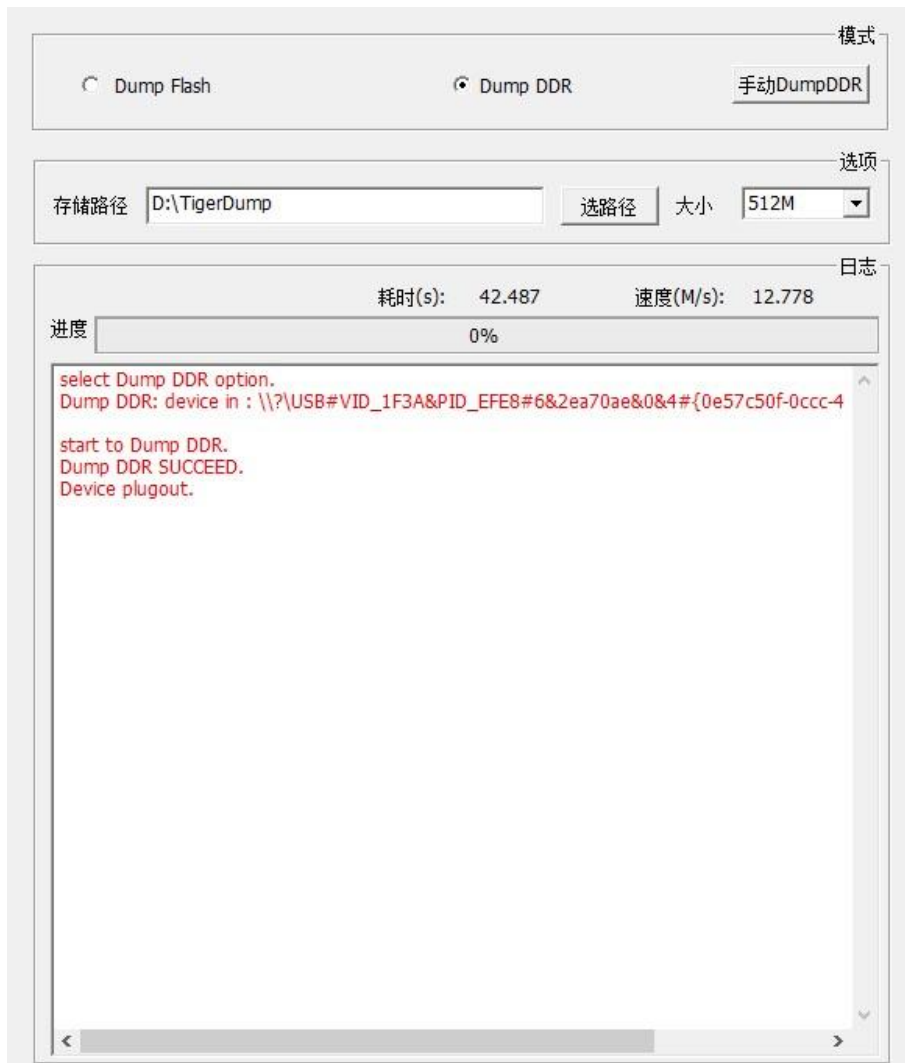 模式
Dump Flash
Dump DDR
手动DumpDDR
选项
存储路径
D:\TigerDump
选路径
大小
512M
日志
耗时(s): 42.487
速度(M/s): 12.778
进度
0%
select Dump DDR option.
Dump DDR: device in : \\?\USB#VID_1F3A&PID_EFE8#6&2ea70ae&0&4#{0e57c50f-0ccc-4
start to Dump DDR.
Dump DDR SUCCEED.
Device plugout.